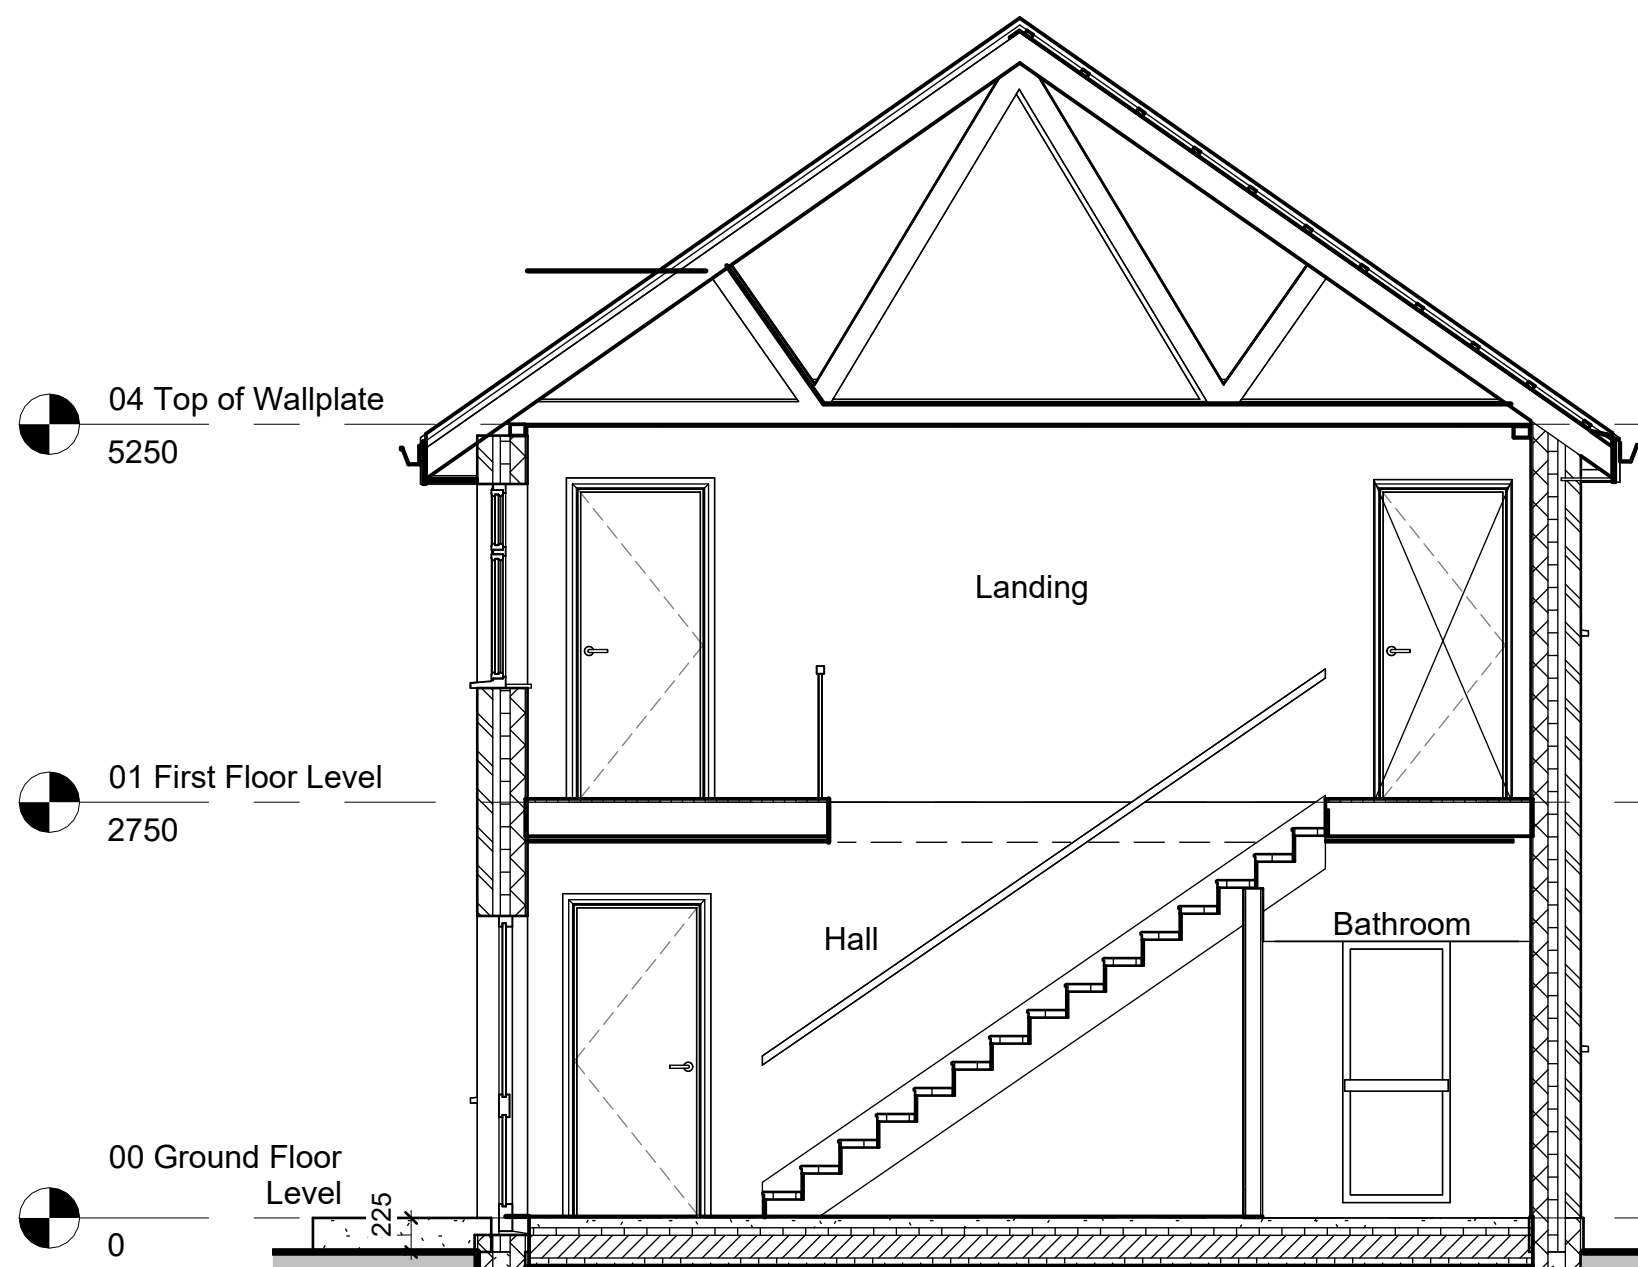 04 Top of Wallplate
5250
Landing
01 First Floor Level
2750
Hall
Bathroom
00 Ground Floor
Level
225
0